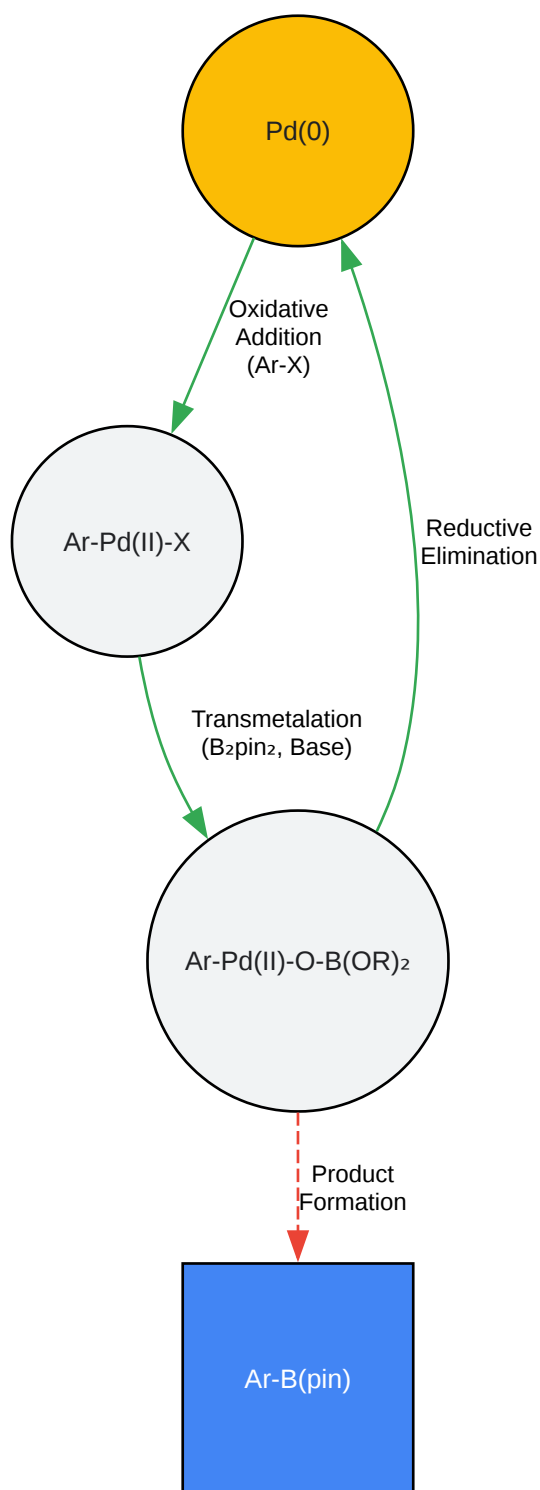 Pd(0)
Oxidative
Addition
(Ar-X)
Ar-Pd(II)-X
Reductive
Elimination
Transmetalation
(B₂pin₂, Base)
Ar-Pd(II)-O-B(OR)₂
Product
Formation
Ar-B(pin)